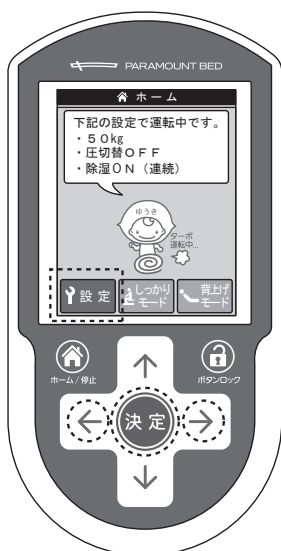 PARAMOUNT BED
ホーム
下記の設定で運転中です。
・５０kg
・圧切替ＯＦＦ
・除湿ＯＮ（連続）
ゆうき
ターボ
運転中...
設定
しっかり
モード
背上げ
モード
ホーム/停止
ボタンロック
決定